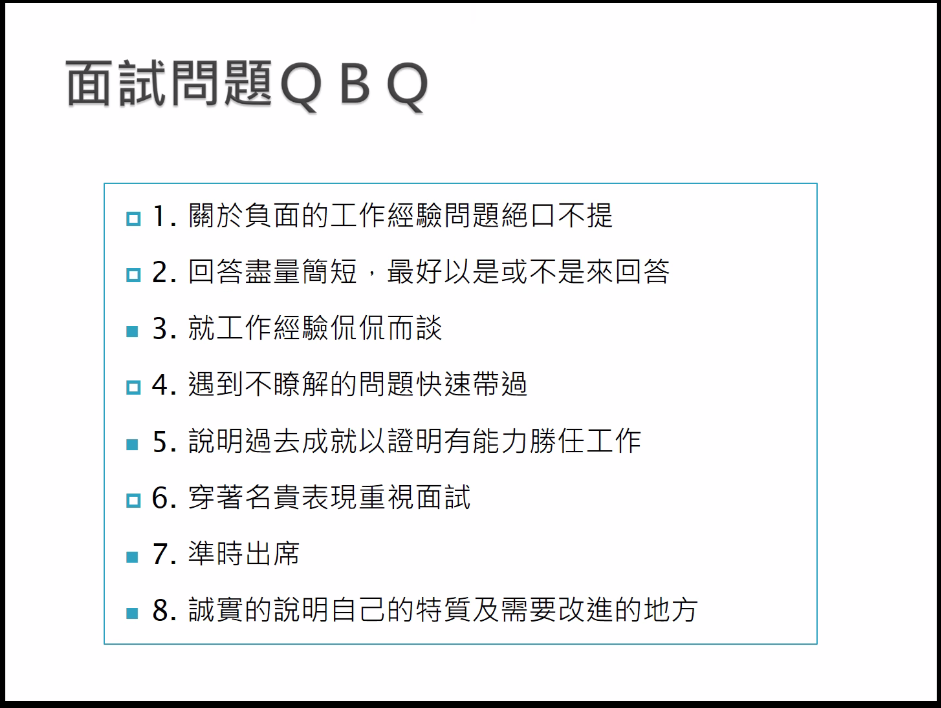 面試問題ＱＢＱ
1. 關於負面的工作經驗問題絕口不提
2. 回答盡量簡短，最好以是或不是來回答
3. 就工作經驗侃侃而談
4. 遇到不瞭解的問題快速帶過
5. 說明過去成就以證明有能力勝任工作
6. 穿著名貴表現重視面試
7. 準時出席
8. 誠實的說明自己的特質及需要改進的地方